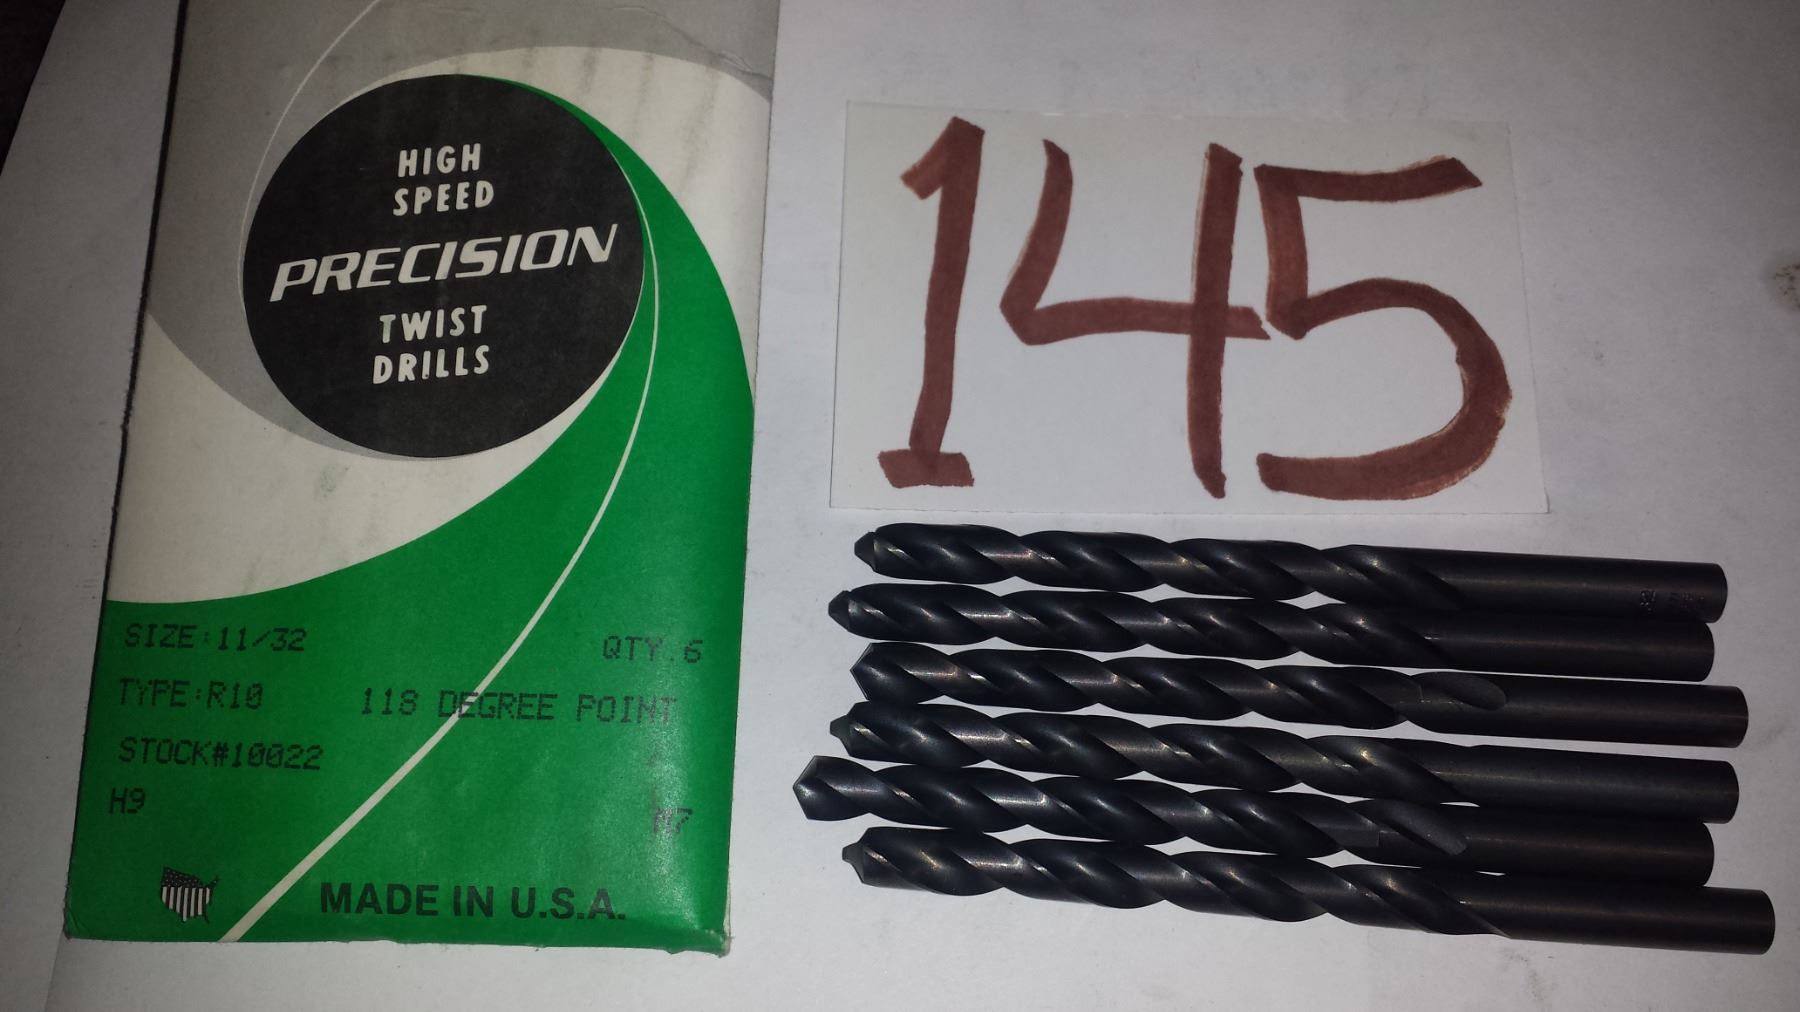 HIGH
SPEED
PRECISION
TWIST
DRILLS
SIZE:11/32
QTY.6
TYPE:R10
118 DEGREE POINT
STOCK#10022
H9
M7
MADE IN U.S.A.
145